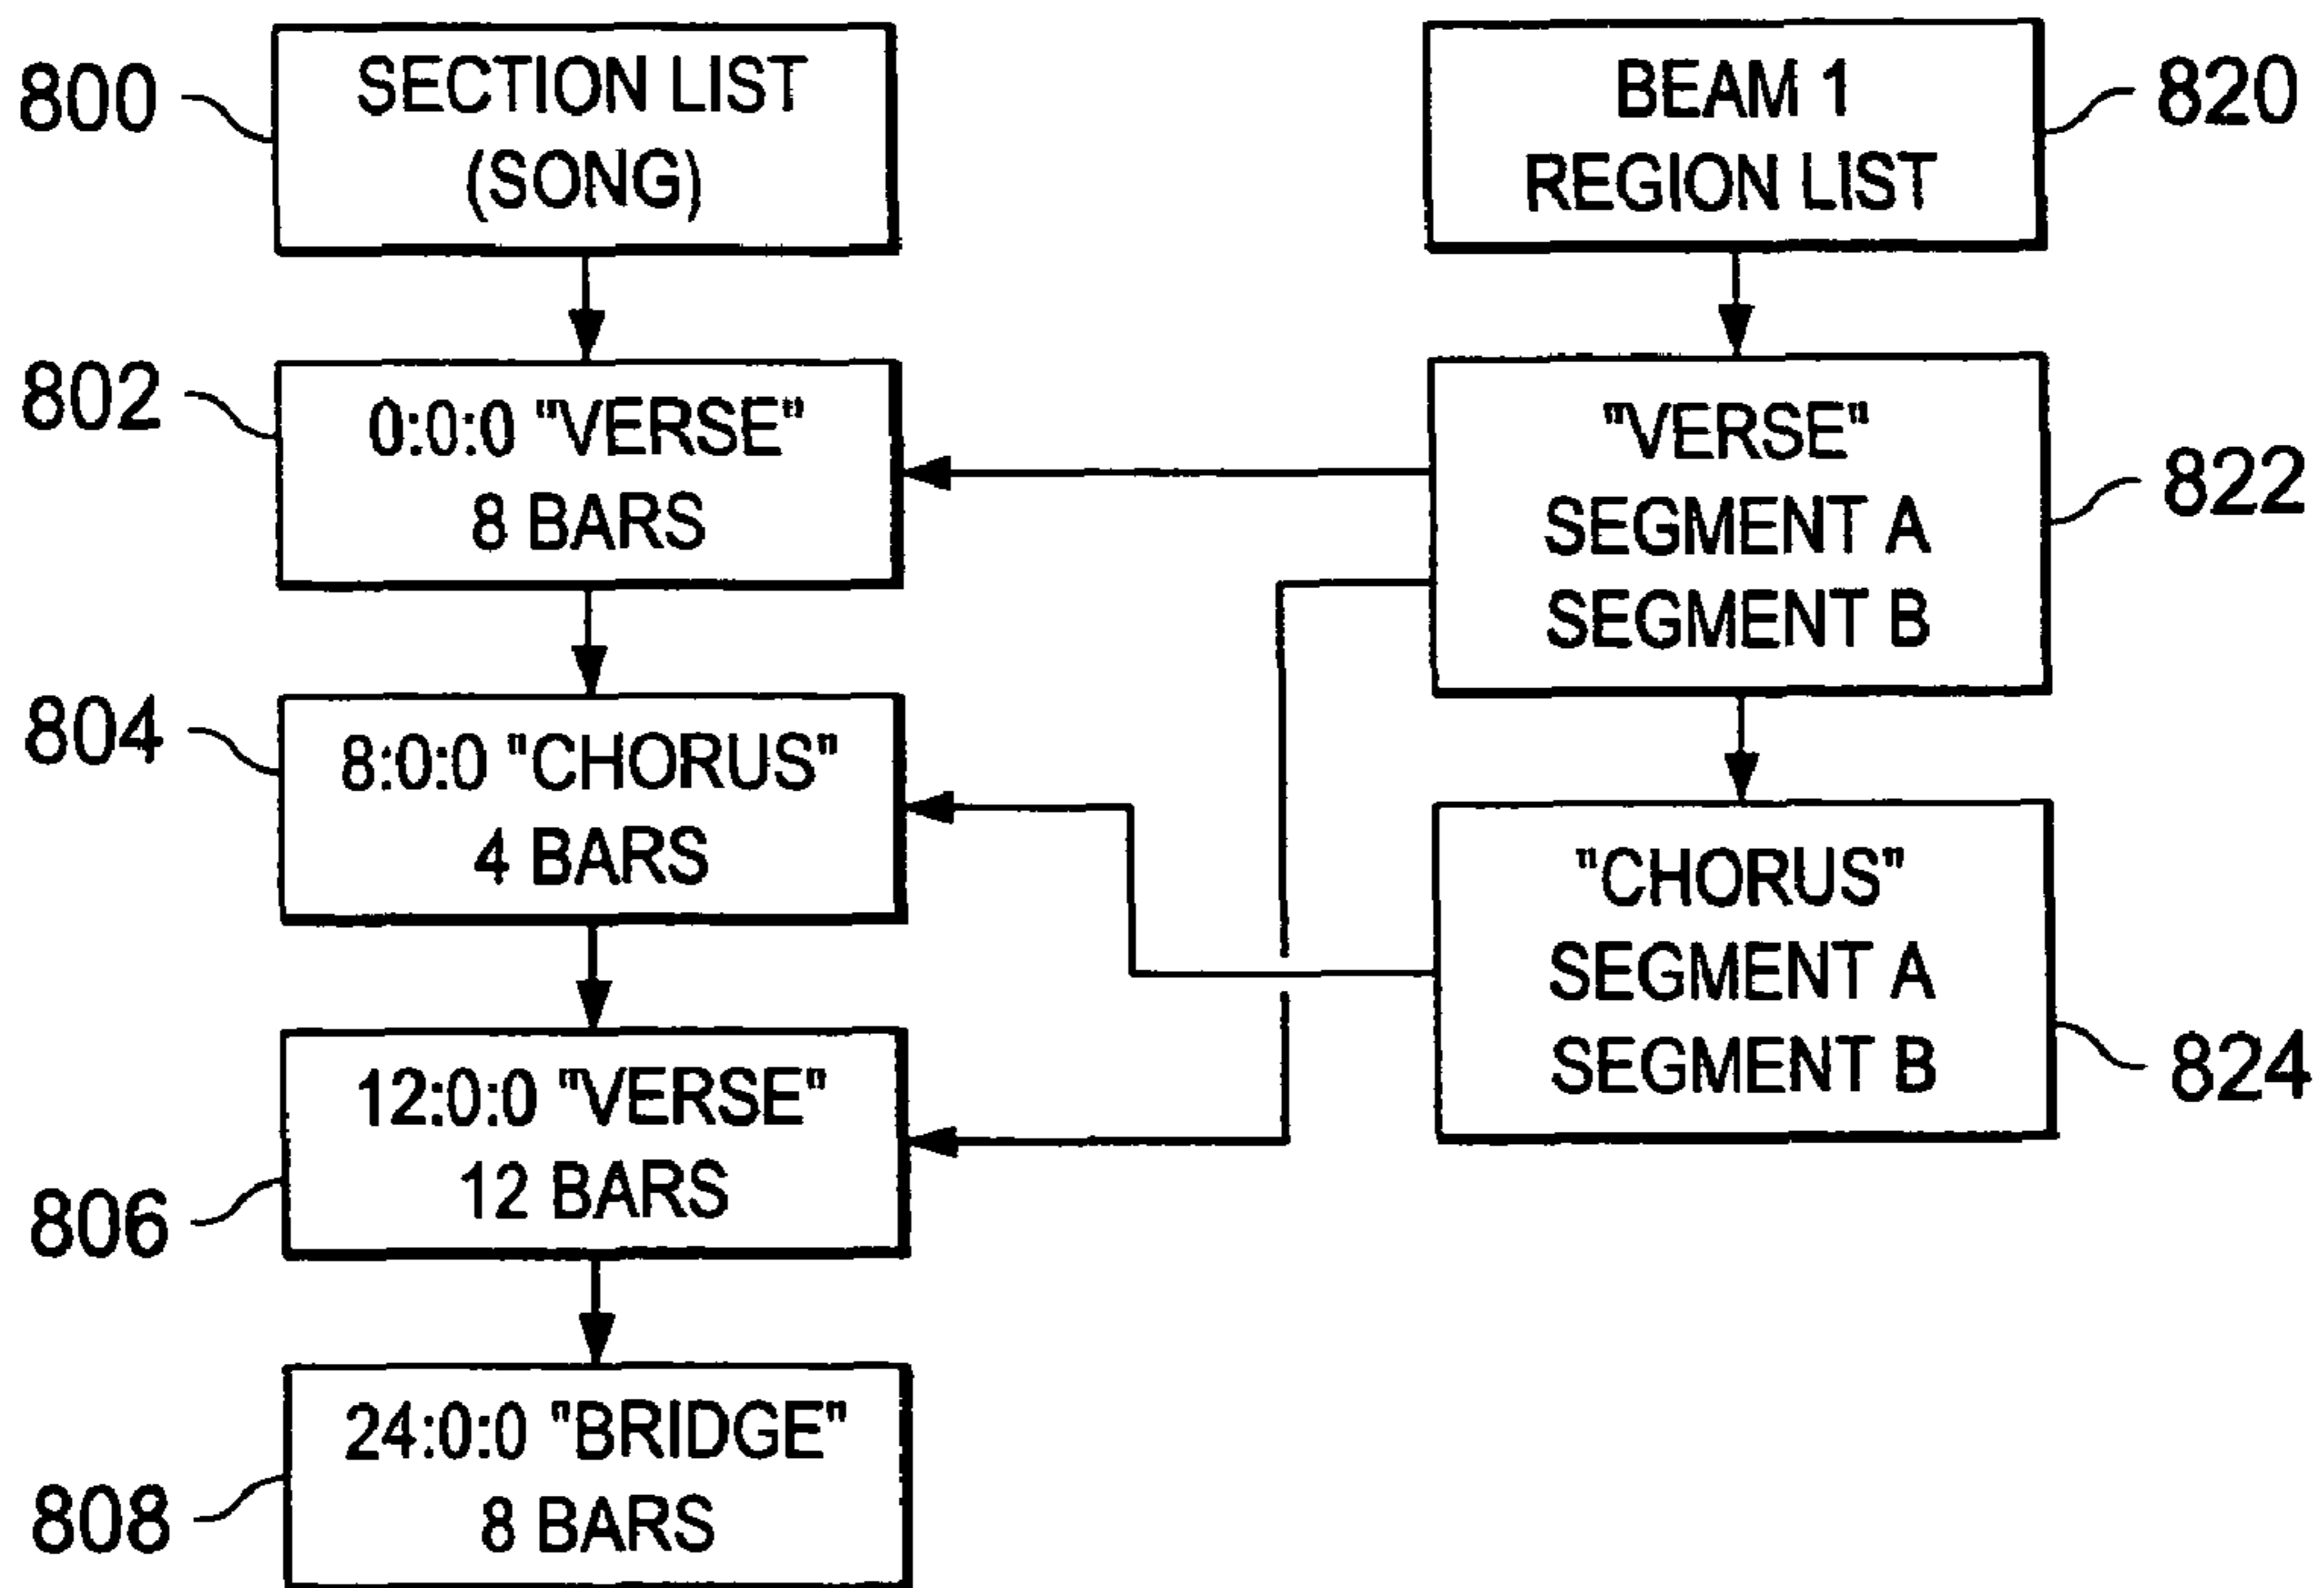 800
SECTION LIST
(SONG)
802
0:0:0 "VERSE"
8 BARS
804
8:0:0 "CHORUS"
4 BARS
806
12:0:0 "VERSE"
12 BARS
808
24:0:0 "BRIDGE"
8 BARS
BEAM 1
REGION LIST
820
"VERSE"
SEGMENT A
SEGMENT B
822
"CHORUS"
SEGMENT A
SEGMENT B
824